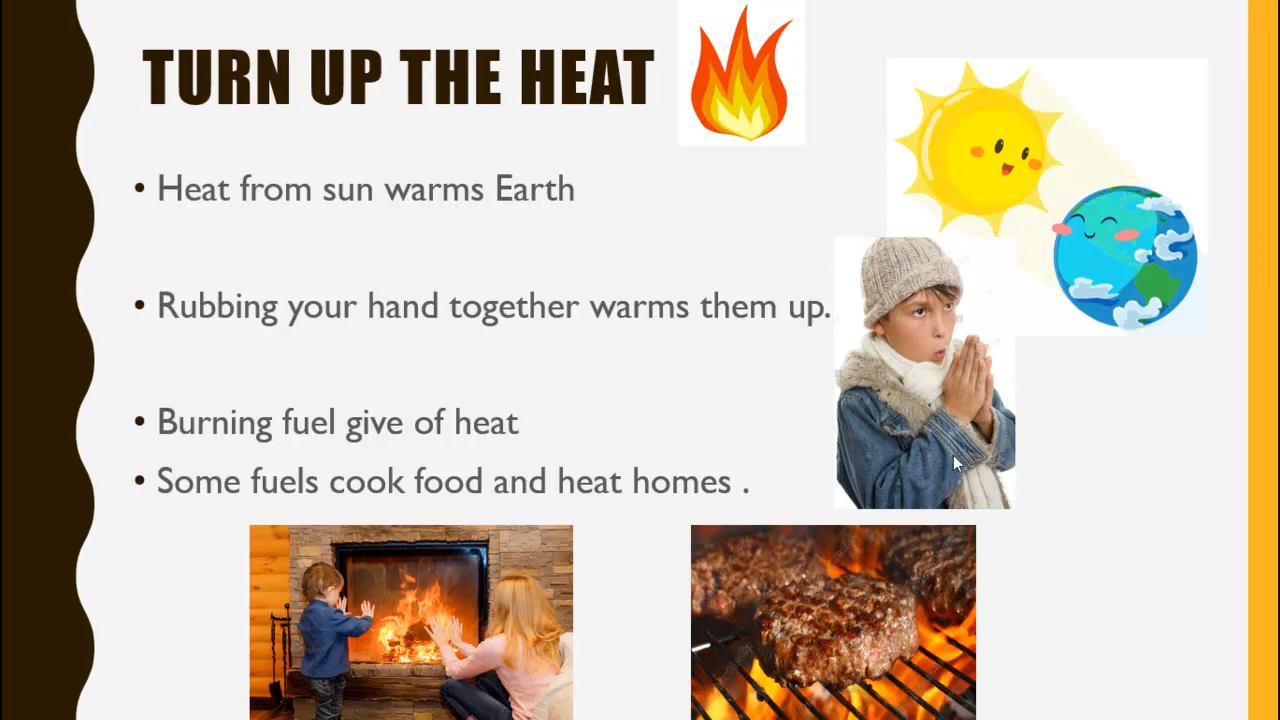 TURN UP THE HEAT
• Heat from sun warms Earth
• Rubbing your hand together warms them up.
• Burning fuel give of heat
• Some fuels cook food and heat homes .